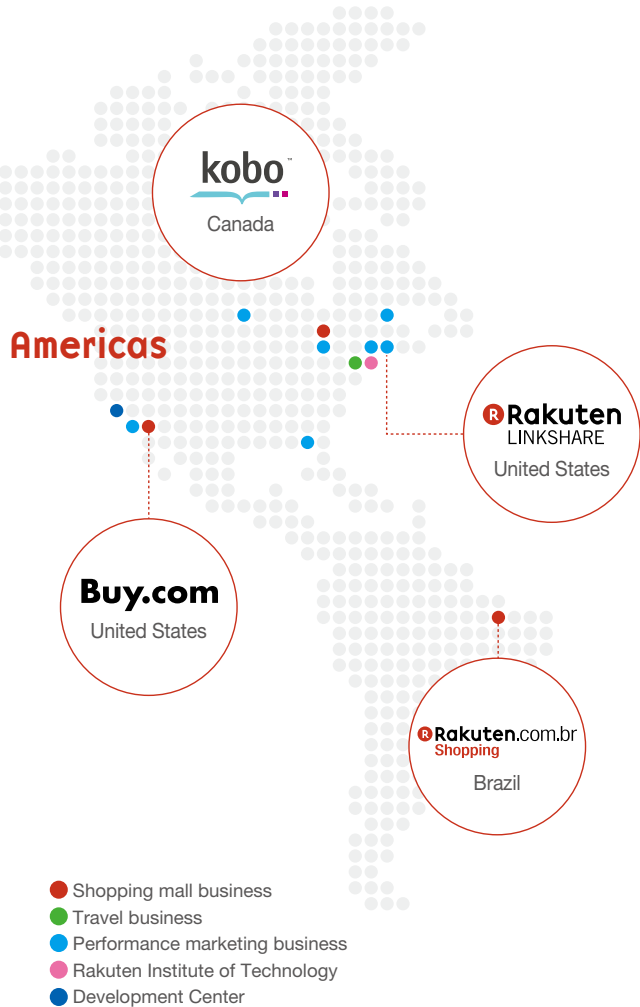 kobo™
Canada
Americas
R Rakuten
LINKSHARE
United States
Buy.com
United States
R Rakuten.com.br
Shopping
Brazil
Shopping mall business
Travel business
Performance marketing business
Rakuten Institute of Technology
Development Center